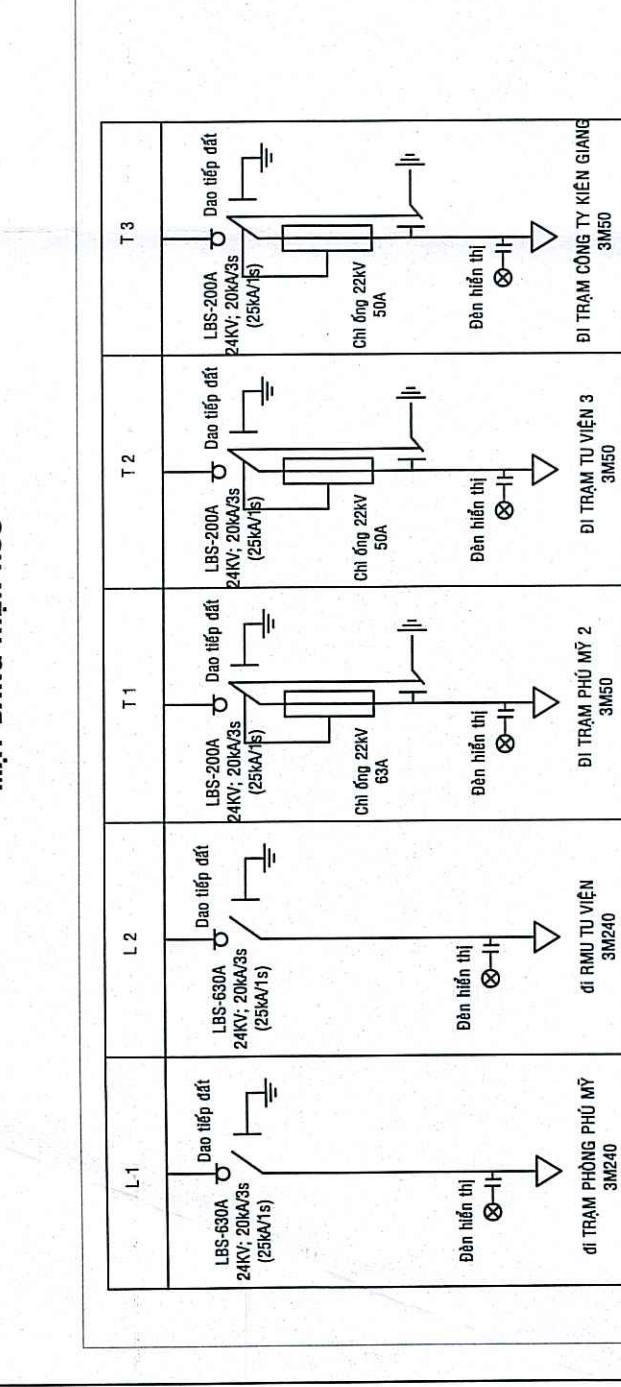 L-1
Dao tiếp đất
LBS-630A
24KV; 20kA/3s
(25kA/1s)
Đèn hiển thị
đi TRẠM PHÒNG PHÚ MỸ
3M240
L 2
Dao tiếp đất
LBS-630A
24KV; 20kA/3s
(25kA/1s)
Đèn hiển thị
đi RMU TU VIỆN
3M240
T 1
Dao tiếp đất
LBS-200A
24KV; 20kA/3s
(25kA/1s)
Chì ống 22kV
63A
Đèn hiển thị
ĐI TRẠM PHÚ MỸ 2
3M50
T 2
Dao tiếp đất
LBS-200A
24KV; 20kA/3s
(25kA/1s)
Chì ống 22kV
50A
Đèn hiển thị
ĐI TRẠM TU VIỆN 3
3M50
T 3
Dao tiếp đất
LBS-200A
24KV; 20kA/3s
(25kA/1s)
Chì ống 22kV
50A
Đèn hiển thị
ĐI TRẠM CÔNG TY KIÊN GIANG
3M50